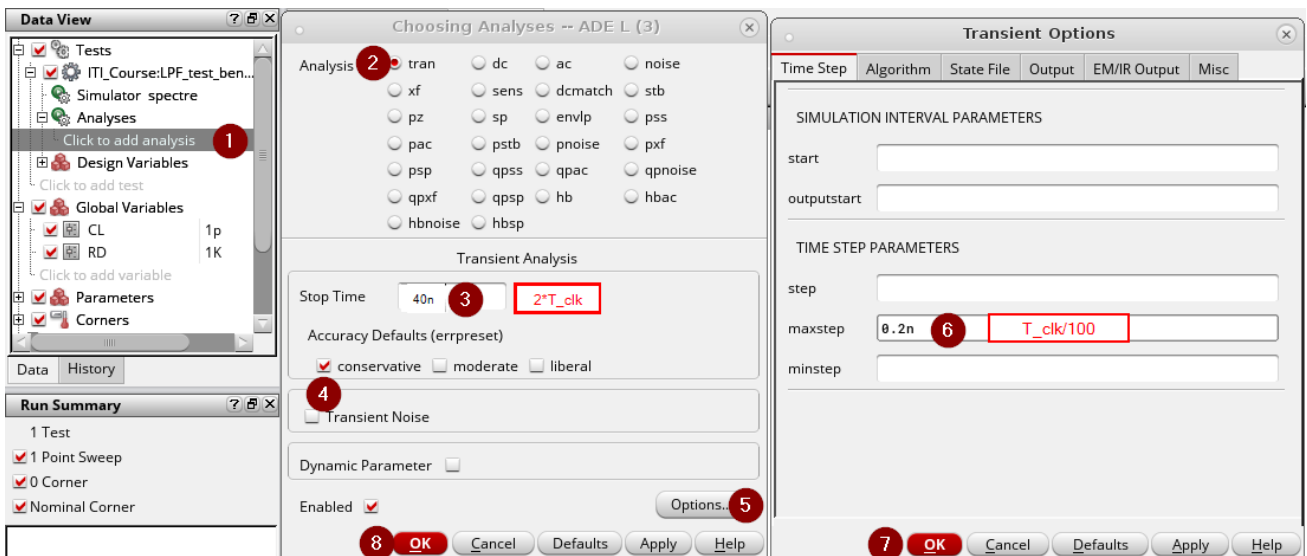 Data View
Tests
ITI_Course:LPF_test_ben...
Simulator spectre
Analyses
Click to add analysis 1
Design Variables
Click to add test
Global Variables
CL 1p
RD 1K
Click to add variable
Parameters
Corners
Data History
Run Summary
1 Test
1 Point Sweep
0 Corner
Nominal Corner
Choosing Analyses -- ADE L (3)
Analysis 2 tran dc ac noise
xf sens dcmatch stb
pz sp envlp pss
pac pstb pnoise pxf
psp qpss qpac qpnoise
qpxf qpsp hb hbac
hbnoise hbsp
Transient Analysis
Stop Time 40n 3 2*T_clk
Accuracy Defaults (errpreset)
conservative moderate liberal
4
Transient Noise
Dynamic Parameter
Enabled Options... 5
8 OK Cancel Defaults Apply Help
Transient Options
Time Step Algorithm State File Output EM/IR Output Misc
SIMULATION INTERVAL PARAMETERS
start
outputstart
TIME STEP PARAMETERS
step
maxstep 0.2n 6 T_clk/100
minstep
7 OK Cancel Defaults Apply Help